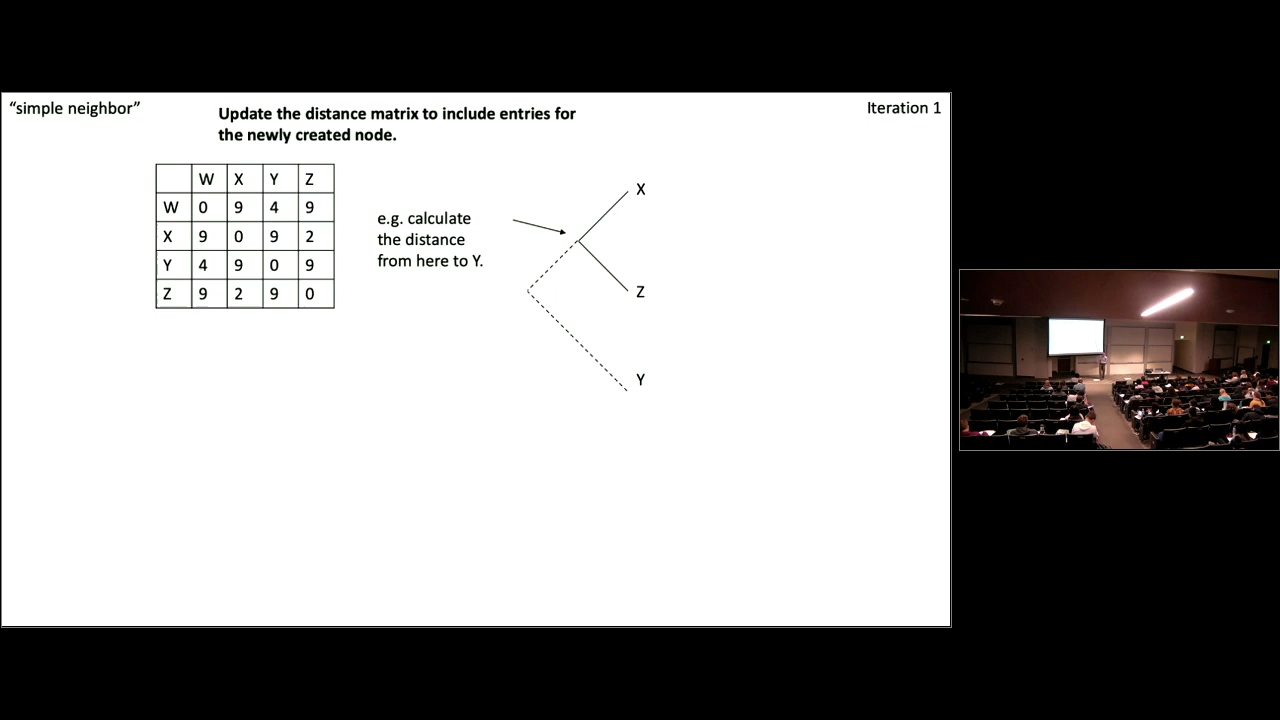 “simple neighbor”
Update the distance matrix to include entries for
the newly created node.
Iteration 1
W X Y Z
W 0 9 4 9
X 9 0 9 2
Y 4 9 0 9
Z 9 2 9 0
e.g. calculate
the distance
from here to Y.
X
Z
Y